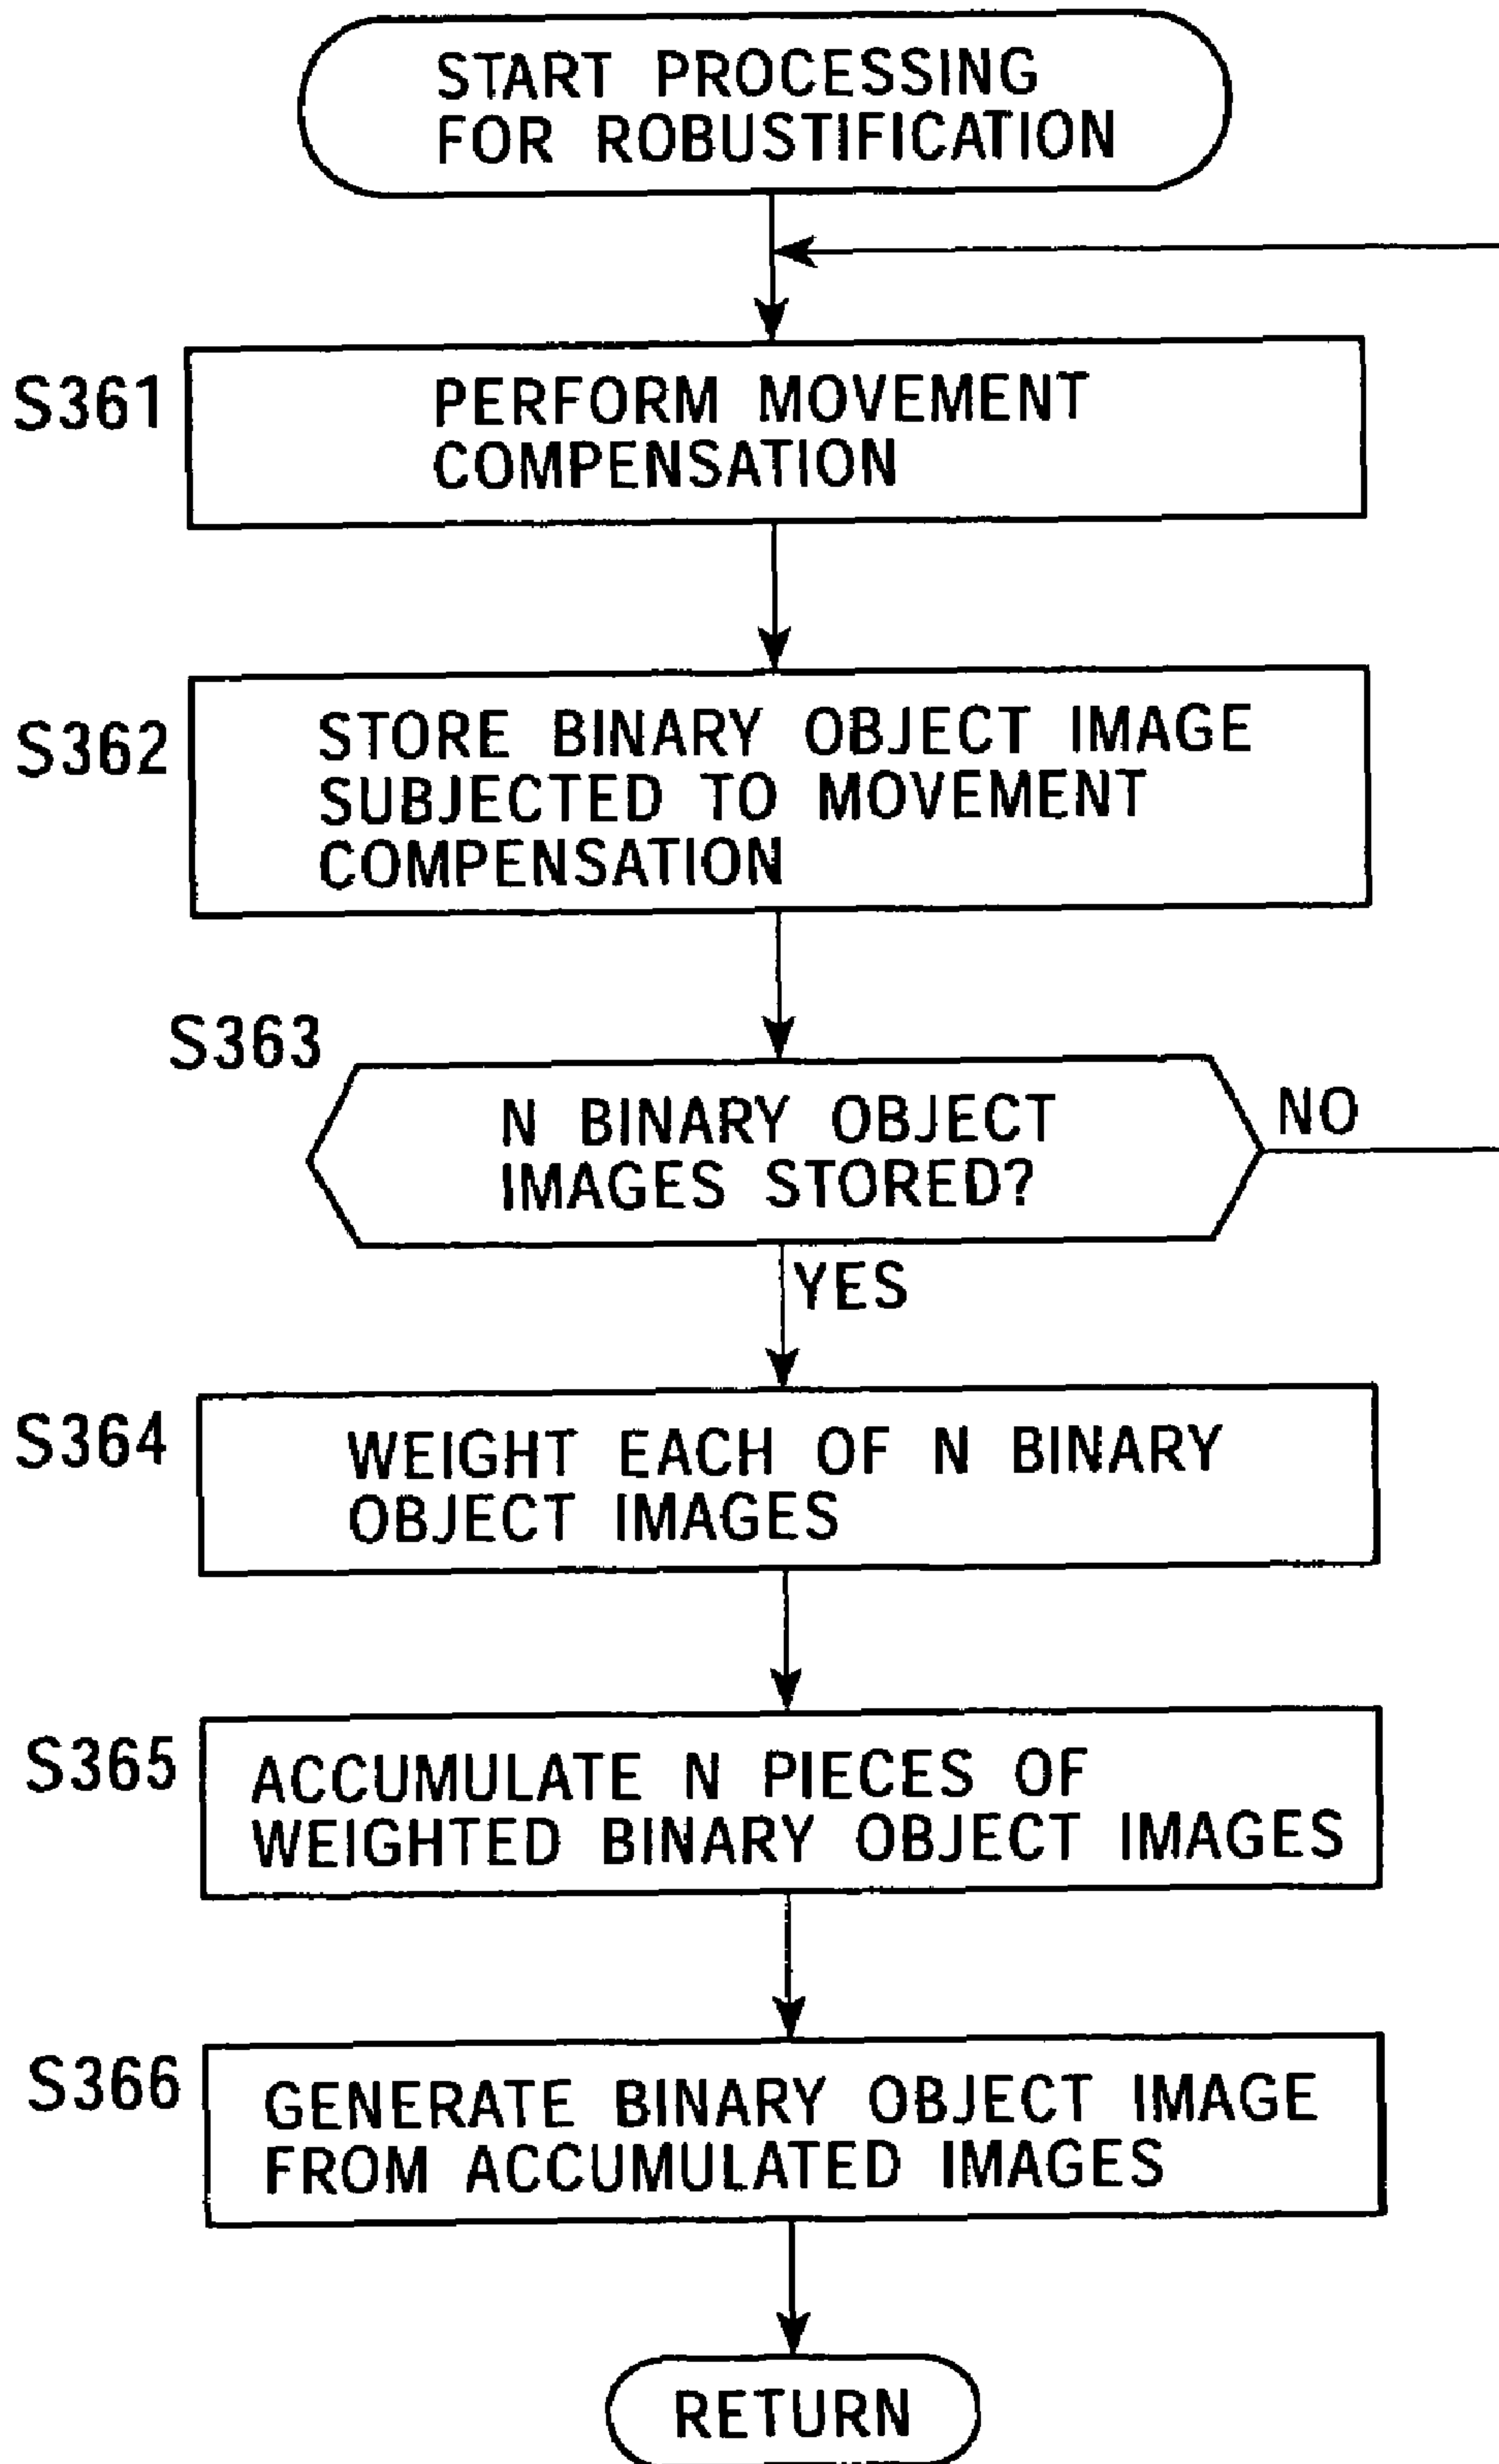 START PROCESSING
FOR ROBUSTIFICATION
S361
PERFORM MOVEMENT
COMPENSATION
S362
STORE BINARY OBJECT IMAGE
SUBJECTED TO MOVEMENT
COMPENSATION
S363
N BINARY OBJECT
IMAGES STORED?
NO
YES
S364
WEIGHT EACH OF N BINARY
OBJECT IMAGES
S365
ACCUMULATE N PIECES OF
WEIGHTED BINARY OBJECT IMAGES
S366
GENERATE BINARY OBJECT IMAGE
FROM ACCUMULATED IMAGES
RETURN